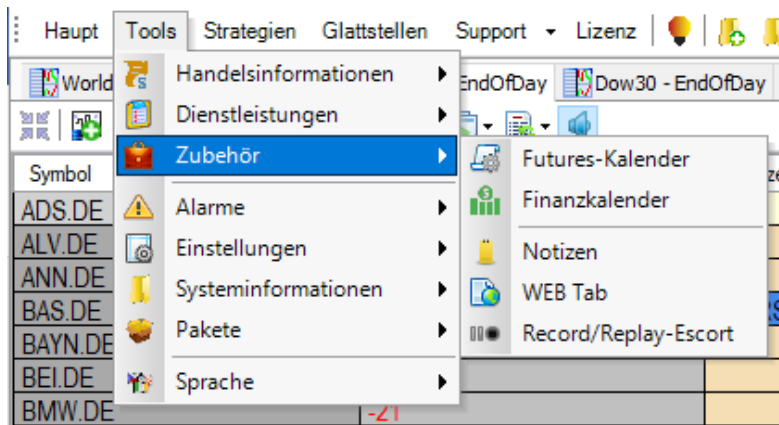 Haupt Tools Strategien Glattstellen Support Lizenz
World EndOfDay Dow30 - EndOfDay
Handelsinformationen
Dienstleistungen
Zubehör
Futures-Kalender
Symbol
Finanzkalender
ADS.DE Alarme
ALV.DE Einstellungen Notizen
ANN.DE Systeminformationen WEB Tab
BAS.DE
BAYN.DE Pakete Record/Replay-Escort
BEI.DE Sprache
BMW.DE -21